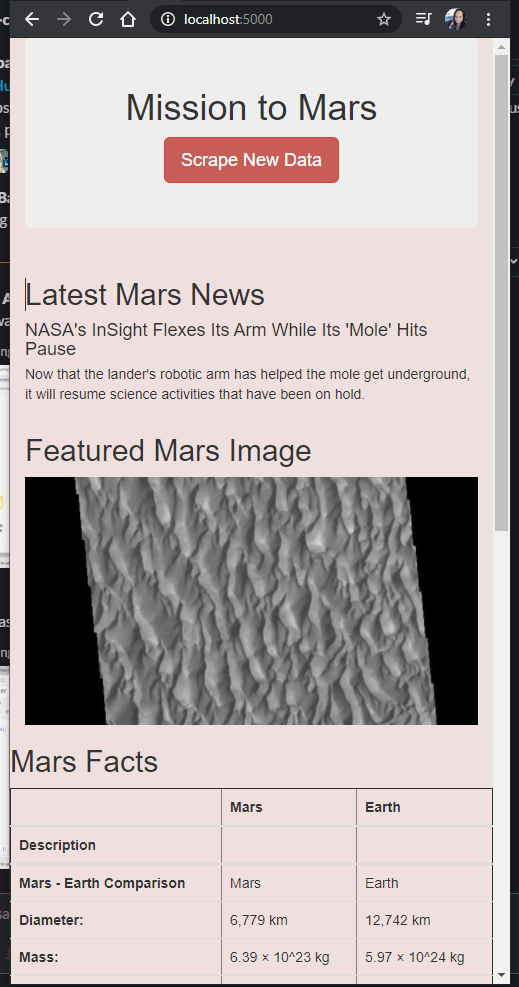 localhost:5000
Mission to Mars
Scrape New Data
Latest Mars News
NASA's InSight Flexes Its Arm While Its 'Mole' Hits
Pause
Now that the lander's robotic arm has helped the mole get underground,
it will resume science activities that have been on hold.
Featured Mars Image
Mars Facts
Mars Earth
Description
Mars - Earth Comparison Mars Earth
Diameter: 6,779 km 12,742 km
Mass: 6.39 × 10^23 kg 5.97 × 10^24 kg